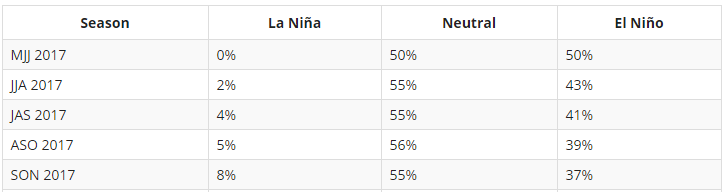 Season La Niña Neutral El Niño
MJJ 2017 0% 50% 50%
JJA 2017 2% 55% 43%
JAS 2017 4% 55% 41%
ASO 2017 5% 56% 39%
SON 2017 8% 55% 37%